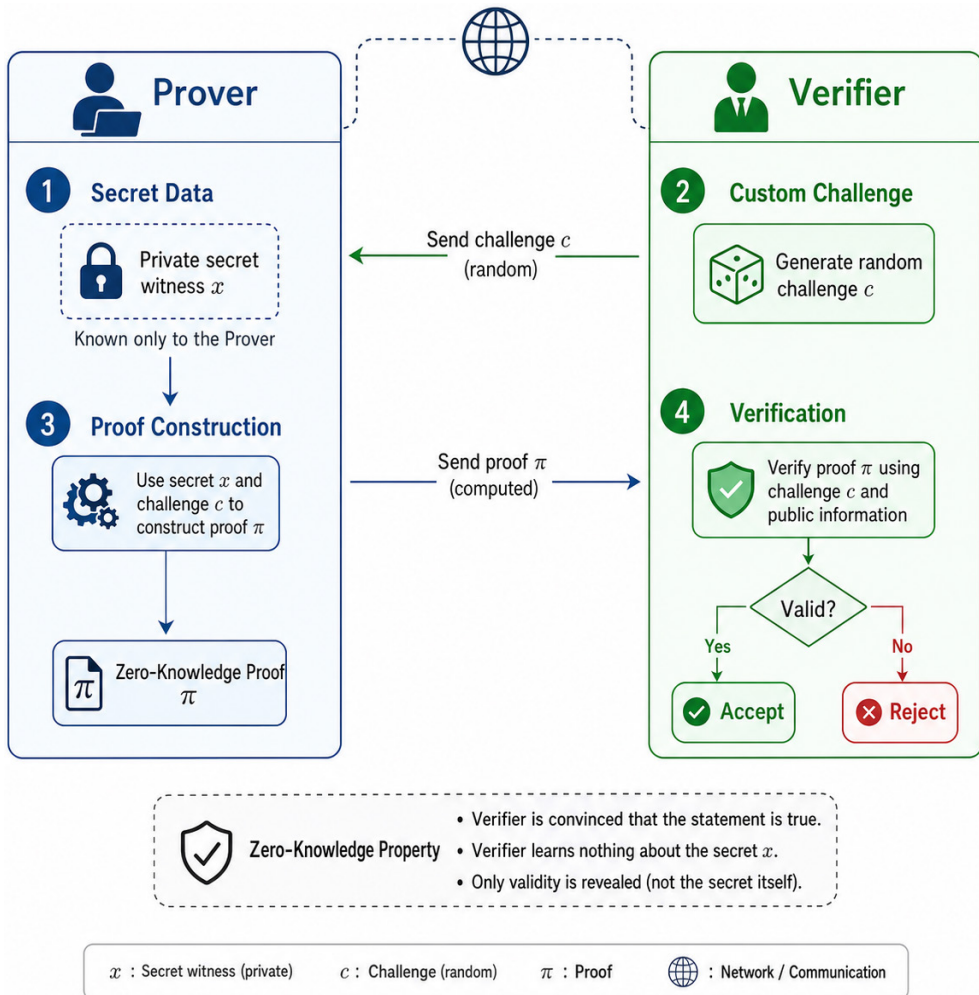 Prover
1 Secret Data
Private secret
witness x
Known only to the Prover
3 Proof Construction
Use secret x and
challenge c to
construct proof π
π
Zero-Knowledge Proof
π
Send challenge c
(random)
Send proof π
(computed)
Verifier
2 Custom Challenge
Generate random
challenge c
4 Verification
Verify proof π using
challenge c and
public information
Valid?
Yes
No
Accept
Reject
Zero-Knowledge Property
• Verifier is convinced that the statement is true.
• Verifier learns nothing about the secret x.
• Only validity is revealed (not the secret itself).
x : Secret witness (private)
c : Challenge (random)
π : Proof
: Network / Communication